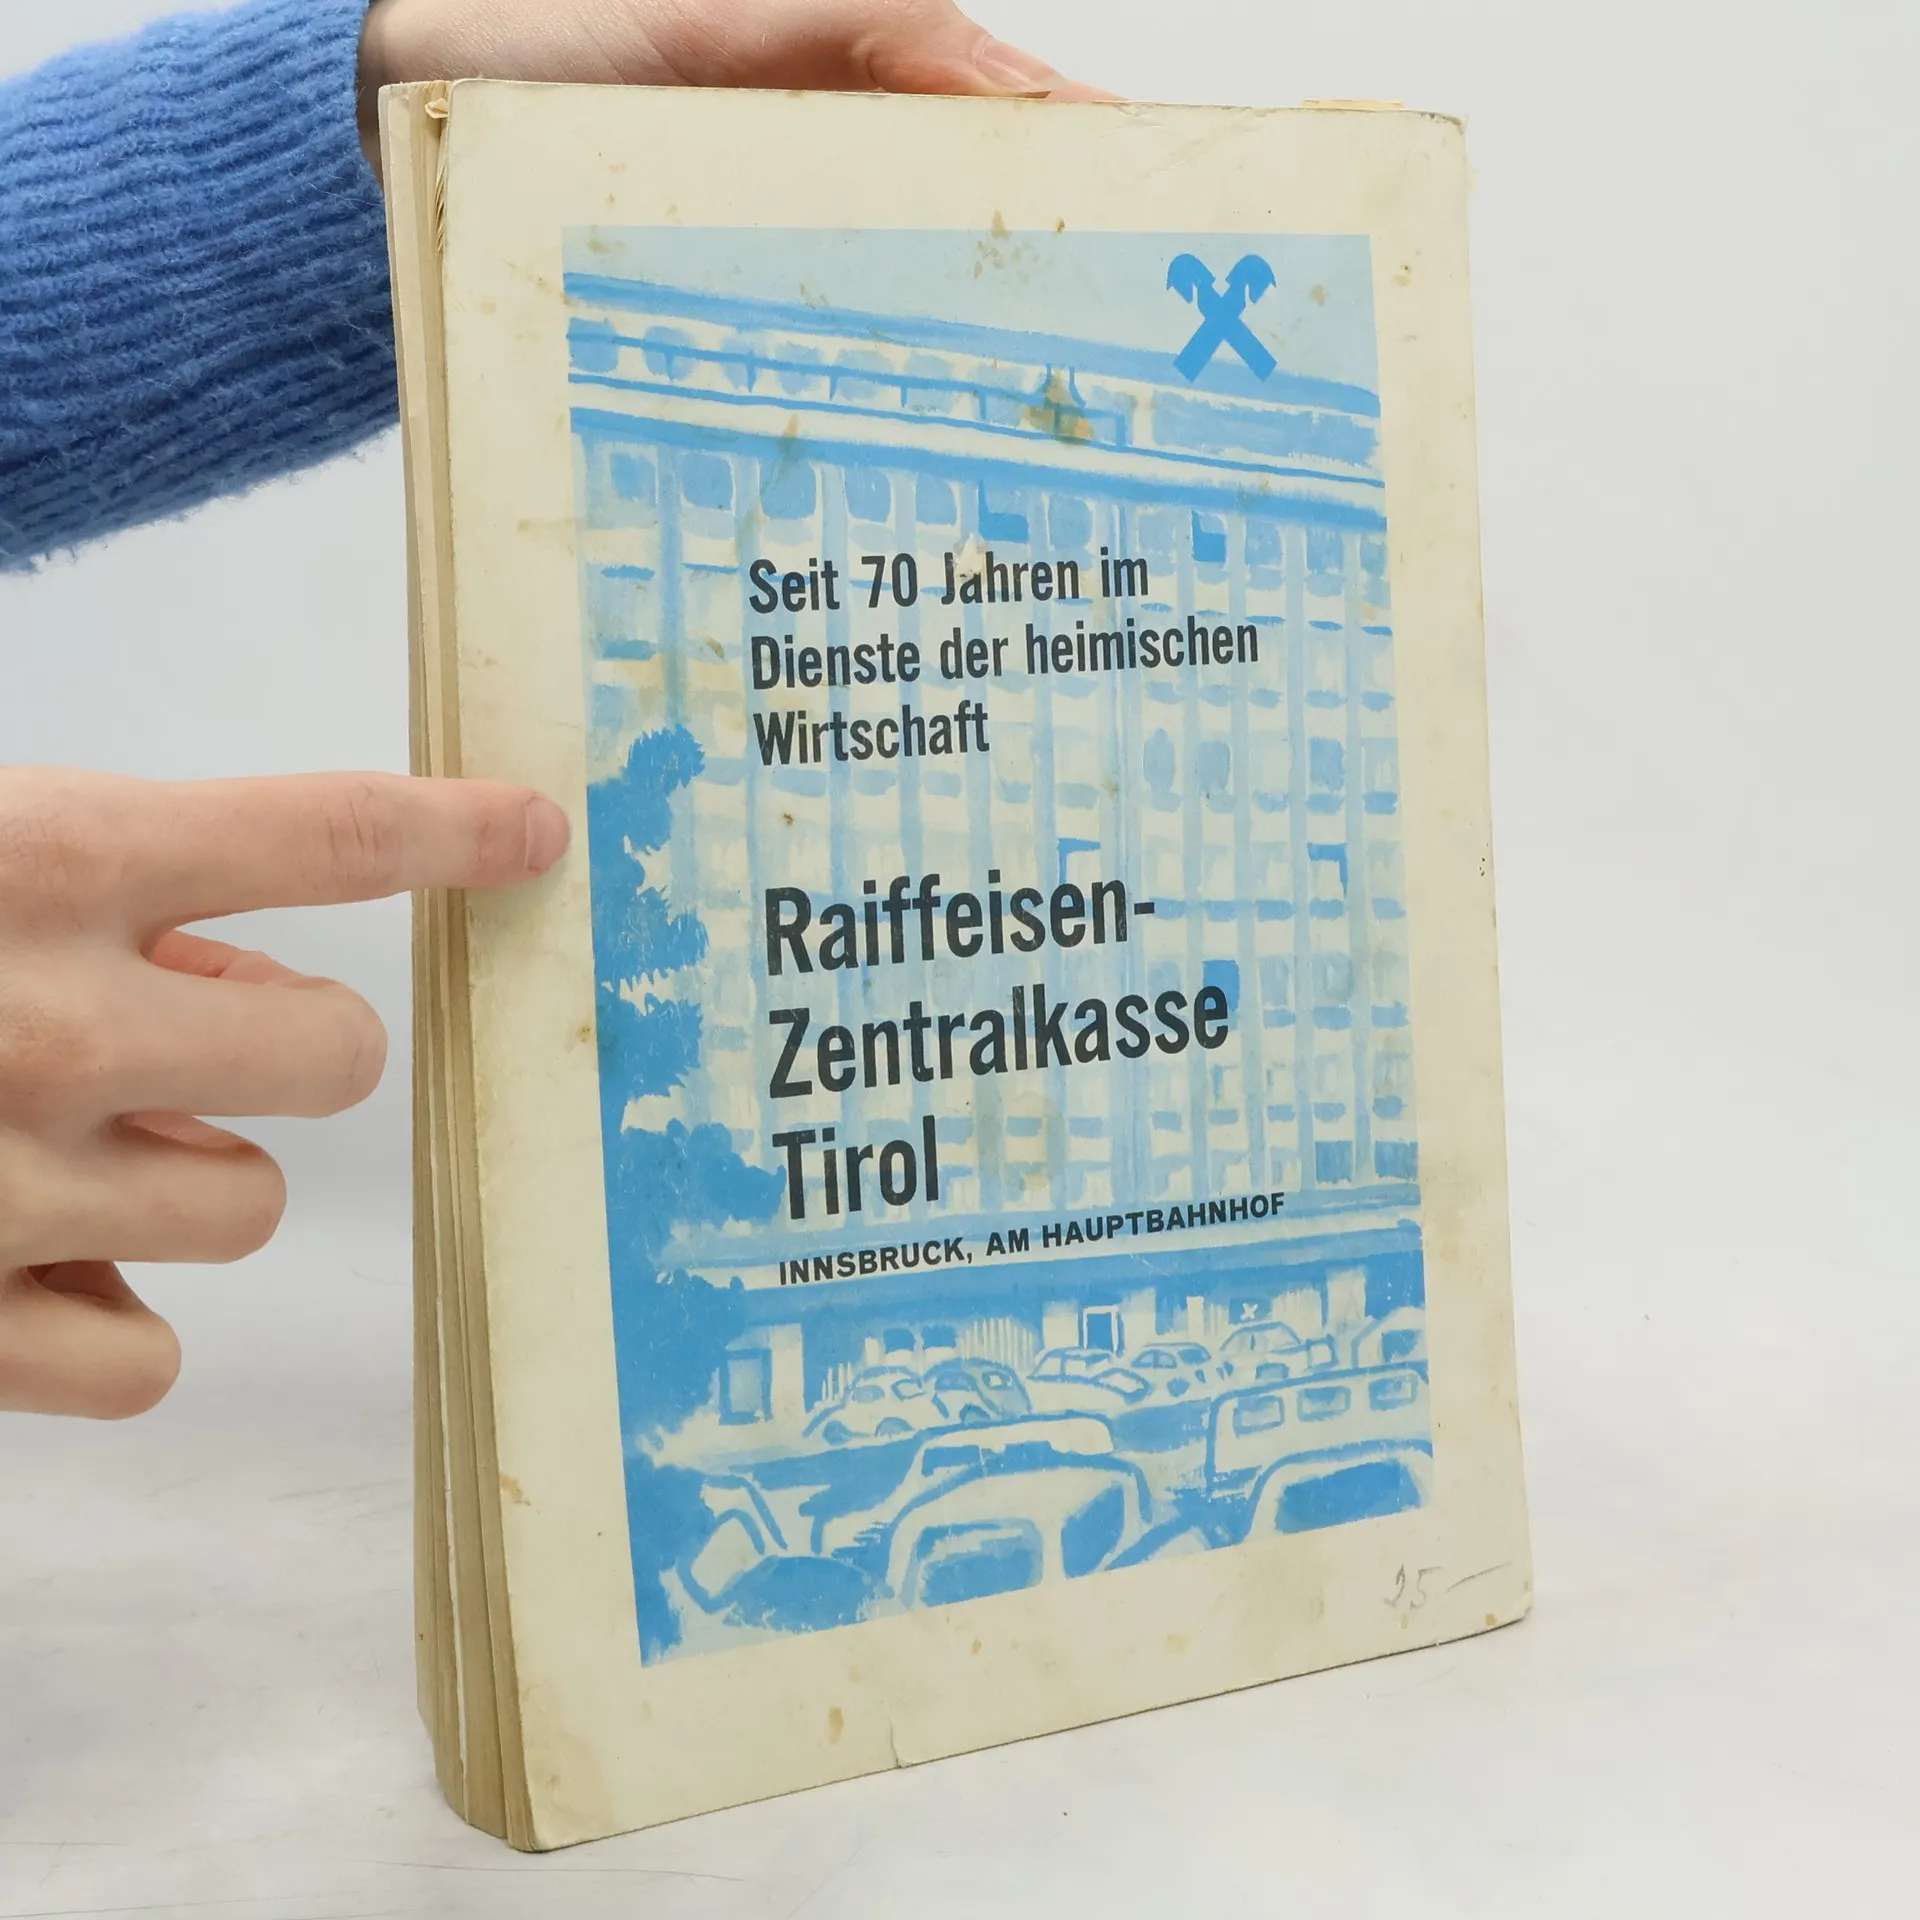 Seit 70 Jahren im
Dienste der heimischen
Wirtschaft
Raiffeisen-
Zentralkasse
Tirol
INNSBRUCK, AM HAUPTBAHNHOF
25-